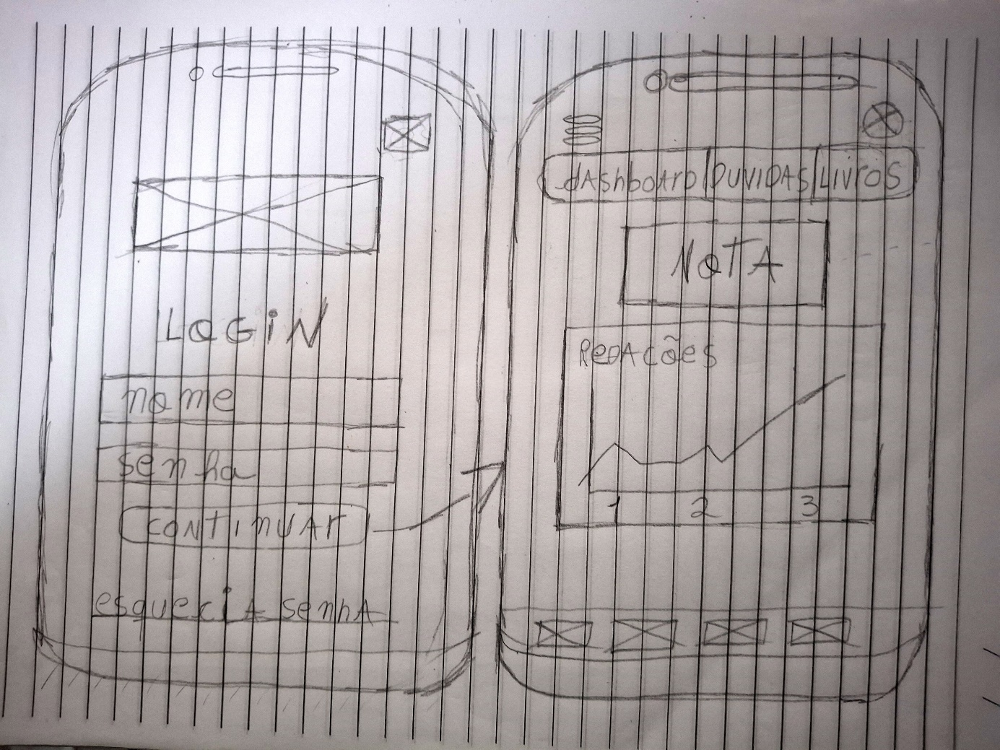 LOGiN
nome
senha
CONTiNUAr
esqueci A senhA
dAshboArD DUVIDAS LIVrOS
NOTA
ReDAções
1 2 3